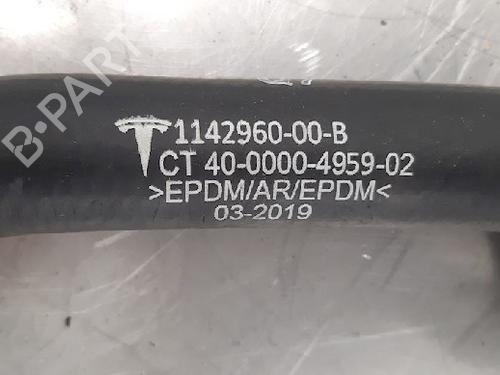 1142960-00-B
CT 40-0000-4959-02
>EPDM/AR/EPDM<
03-2019
B-PART